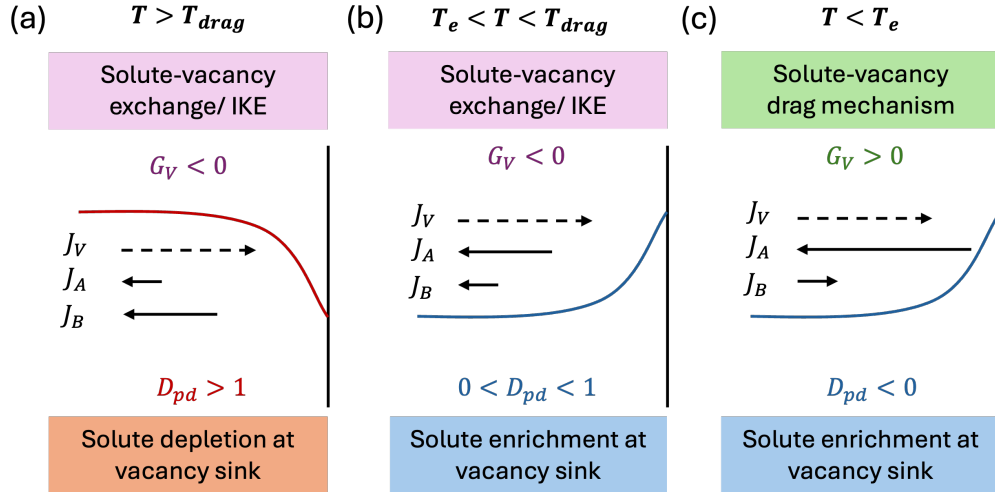 (a)
T > T_drag
Solute-vacancy
exchange/ IKE
G_V < 0
J_V
J_A
J_B
D_pd > 1
Solute depletion at
vacancy sink
(b)
T_e < T < T_drag
Solute-vacancy
exchange/ IKE
G_V < 0
J_V
J_A
J_B
0 < D_pd < 1
Solute enrichment at
vacancy sink
(c)
T < T_e
Solute-vacancy
drag mechanism
G_V > 0
J_V
J_A
J_B
D_pd < 0
Solute enrichment at
vacancy sink